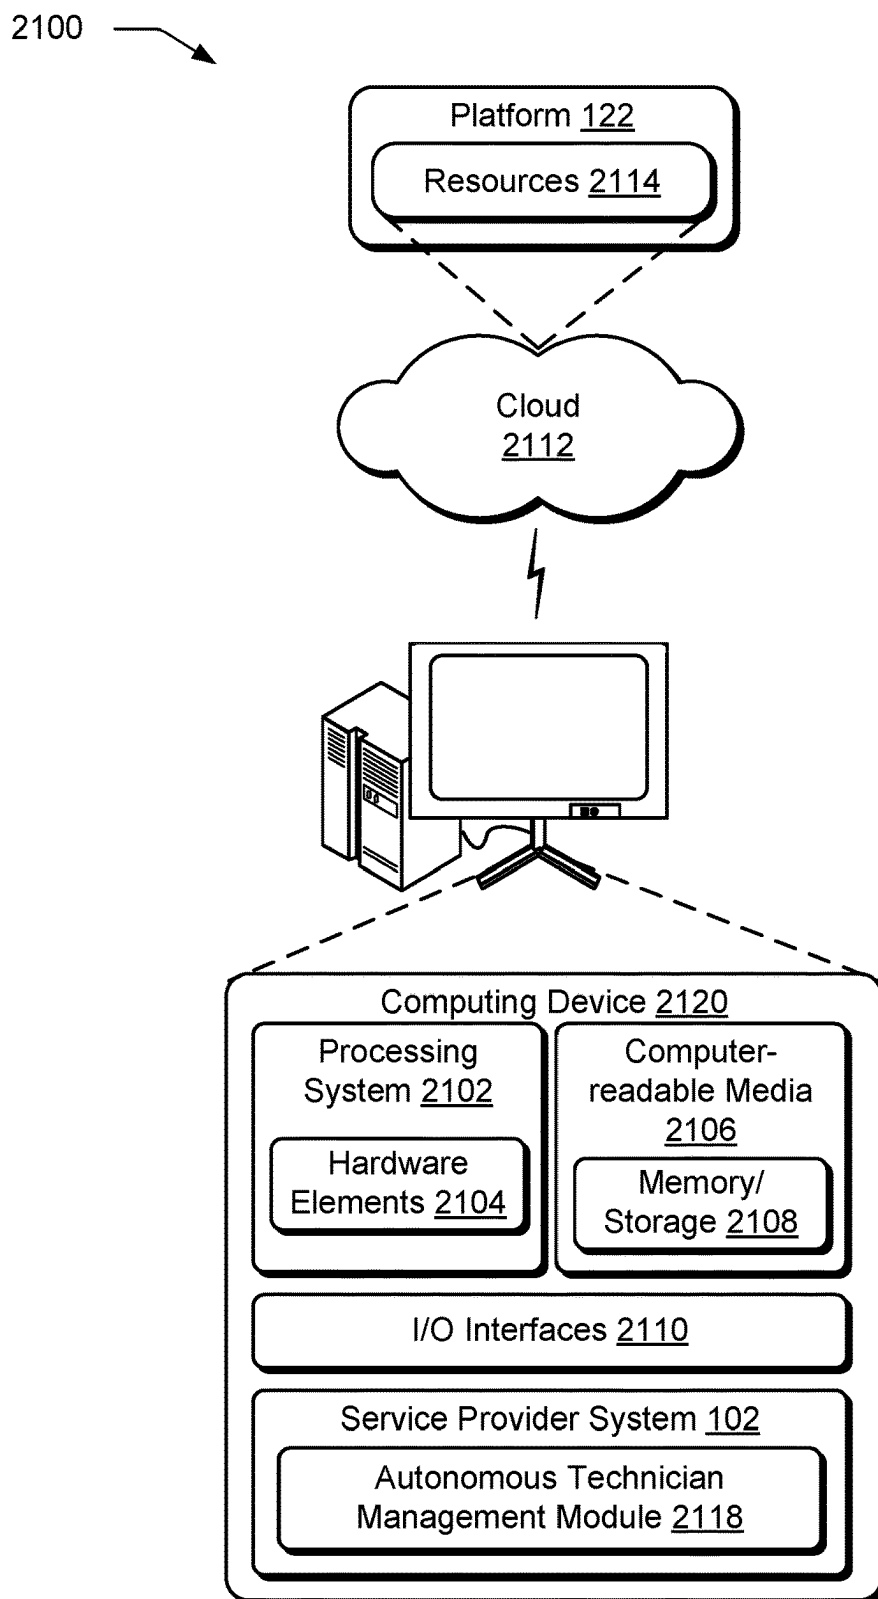 2100
Platform 122
Resources 2114
Cloud
2112
Computing Device 2120
Processing
System 2102
Hardware
Elements 2104
Computer-
readable Media
2106
Memory/
Storage 2108
I/O Interfaces 2110
Service Provider System 102
Autonomous Technician
Management Module 2118